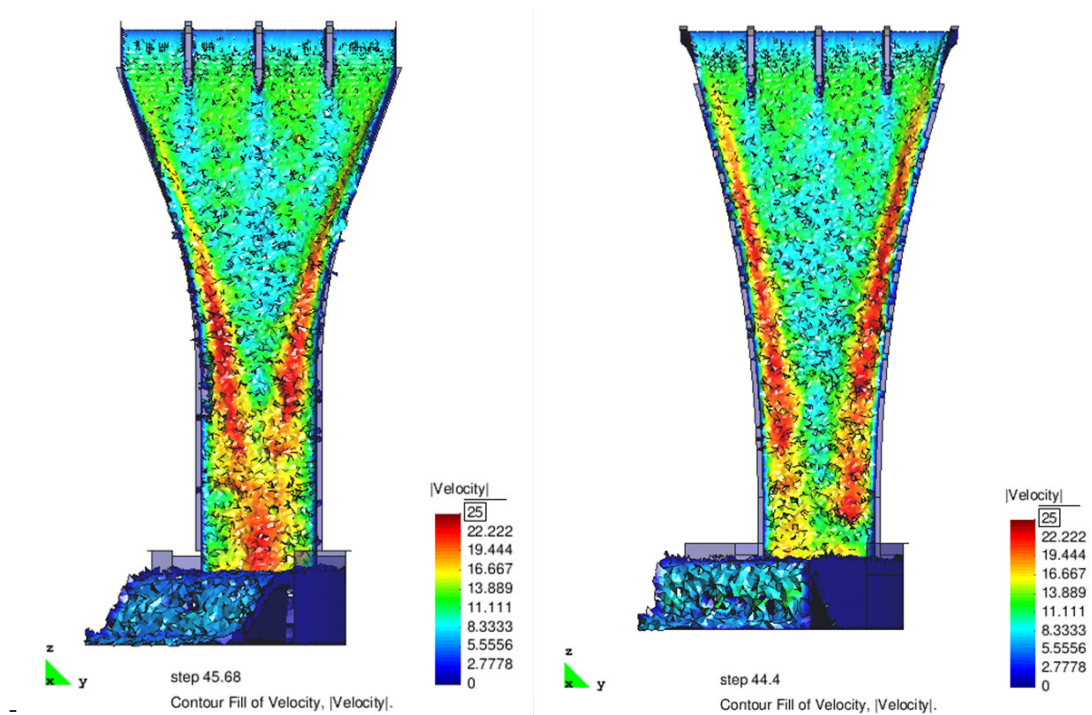 |Velocity|
25
22.222
19.444
16.667
13.889
11.111
8.3333
5.5556
2.7778
0
z
x y
step 45.68
Contour Fill of Velocity, |Velocity|.
|Velocity|
25
22.222
19.444
16.667
13.889
11.111
8.3333
5.5556
2.7778
0
z
x y
step 44.4
Contour Fill of Velocity, |Velocity|.